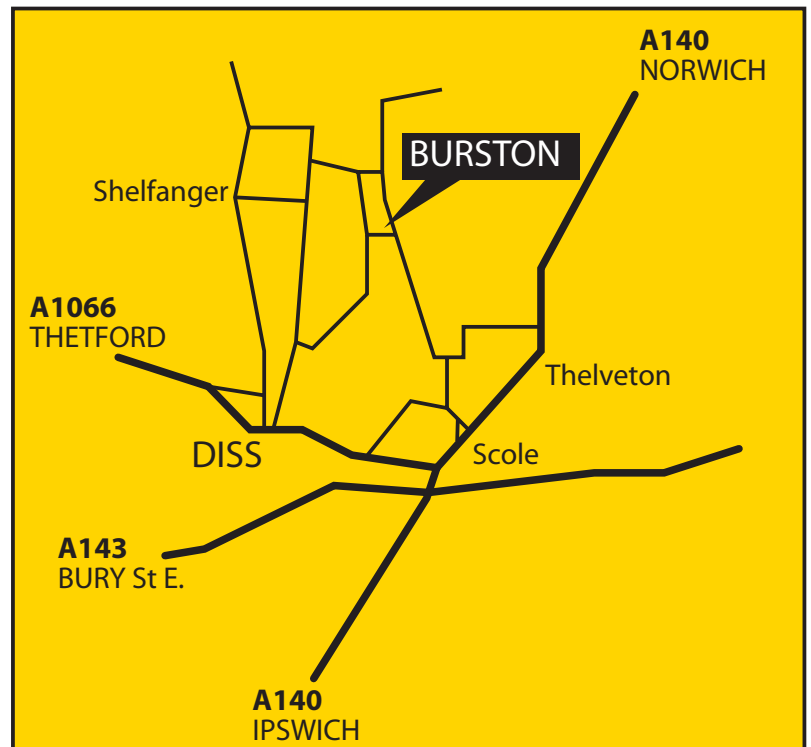 A140
NORWICH
BURSTON
Shelfanger
A1066
THETFORD
Thelveton
DISS
Scole
A143
BURY St E.
A140
IPSWICH